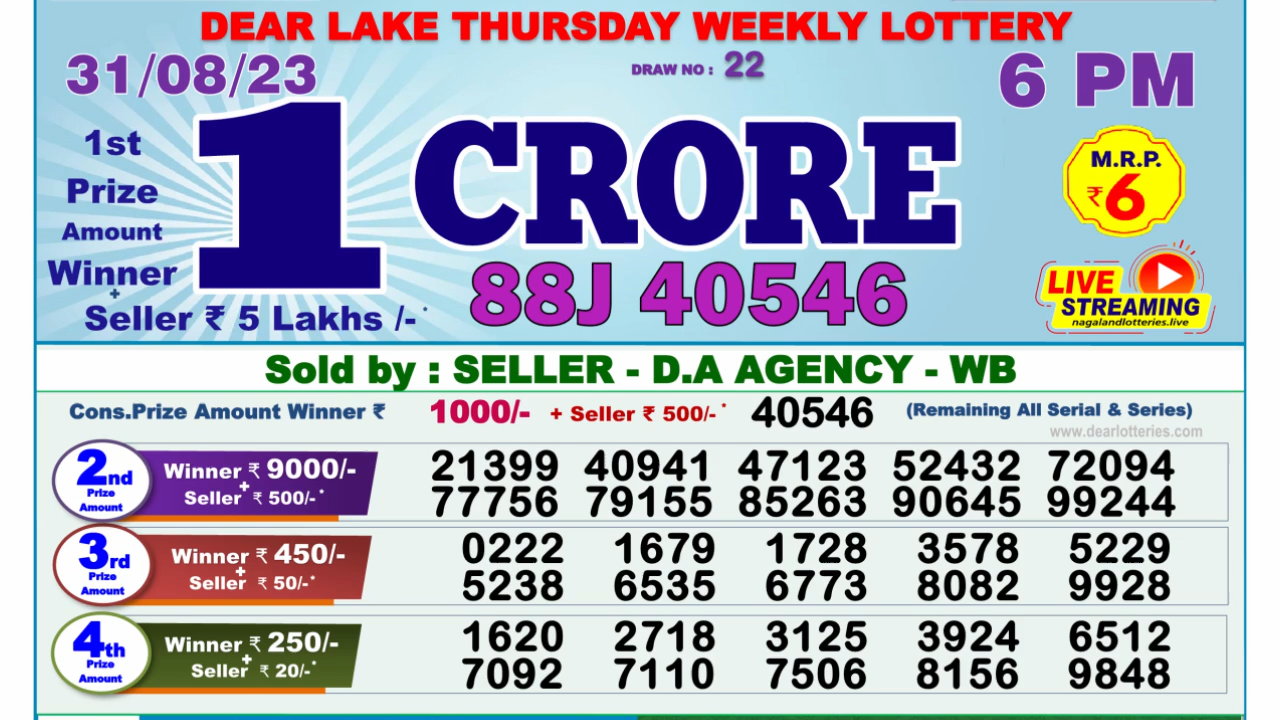 DEAR LAKE THURSDAY WEEKLY LOTTERY
31/08/23
DRAW NO : 22
6 PM
1st
Prize
Amount
Winner
+
Seller ₹ 5 Lakhs /-*
1 CRORE
88J 40546
M.R.P.
₹6
LIVE
STREAMING
nagalandlotteries.live
Sold by : SELLER - D.A AGENCY - WB
Cons.Prize Amount Winner ₹ 1000/- + Seller ₹ 500/-* 40546 (Remaining All Serial & Series)
www.dearlotteries.com
2nd
Prize
Amount
Winner ₹ 9000/-
+
Seller ₹ 500/-*
21399 40941 47123 52432 72094
77756 79155 85263 90645 99244
3rd
Prize
Amount
Winner ₹ 450/-
+
Seller ₹ 50/-*
0222 1679 1728 3578 5229
5238 6535 6773 8082 9928
4th
Prize
Amount
Winner ₹ 250/-
+
Seller ₹ 20/-*
1620 2718 3125 3924 6512
7092 7110 7506 8156 9848